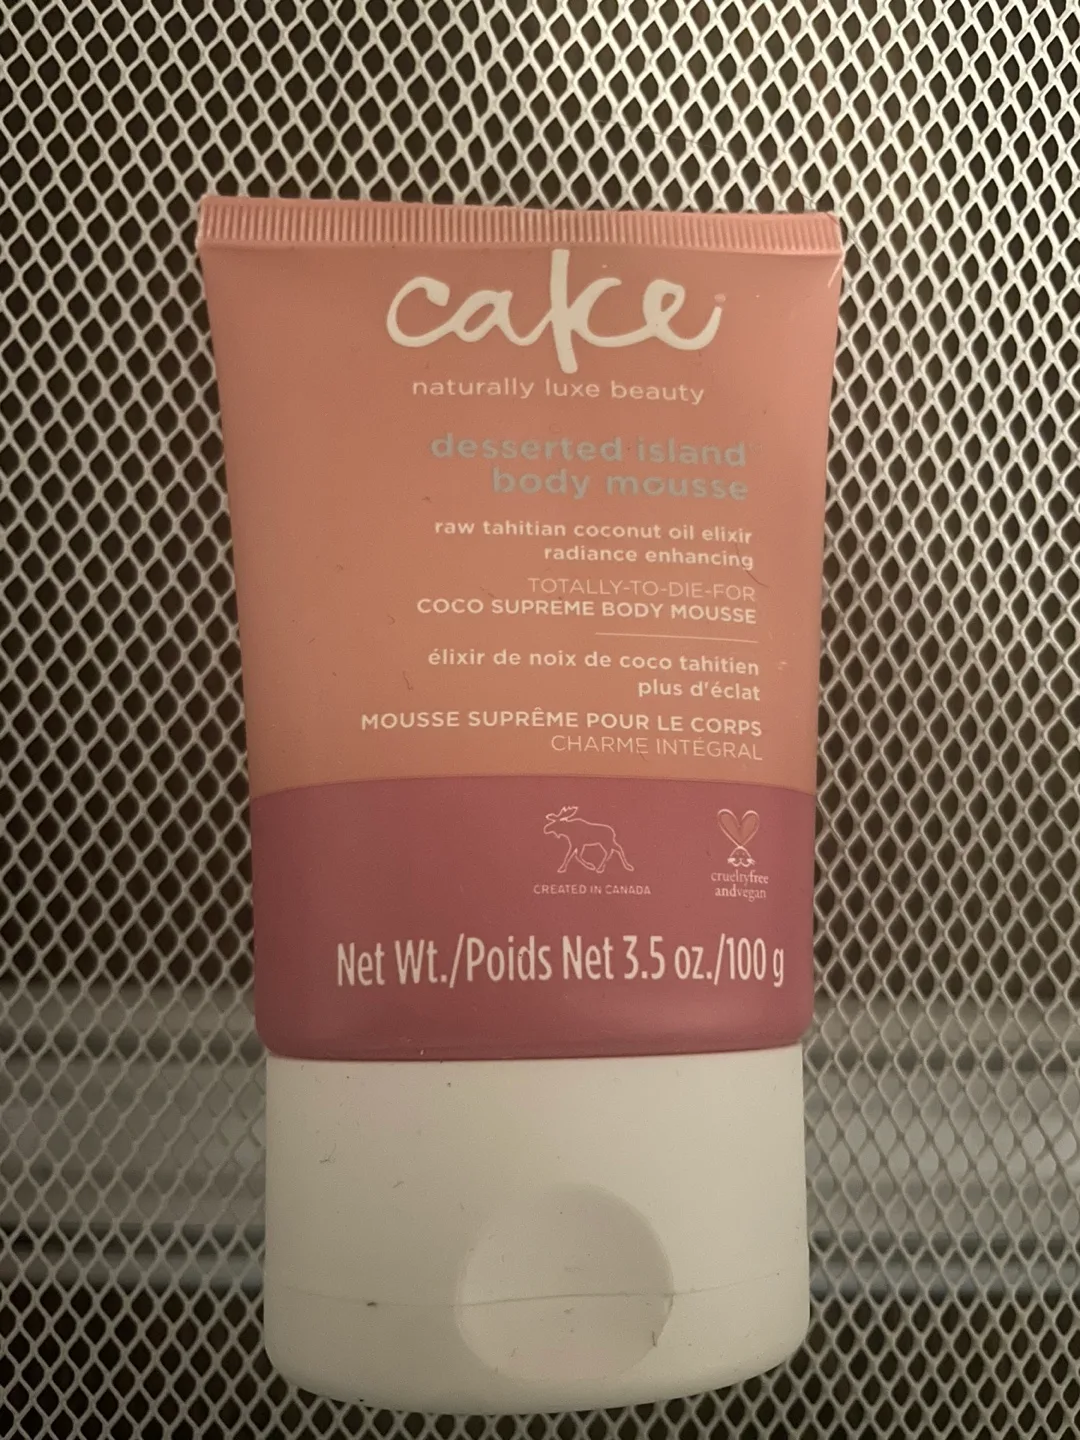 cake
naturally luxe beauty
desserted island™
body mousse
raw tahitian coconut oil elixir
radiance enhancing
TOTALLY-TO-DIE-FOR
COCO SUPREME BODY MOUSSE
élixir de noix de coco tahitien
plus d'éclat
MOUSSE SUPRÊME POUR LE CORPS
CHARME INTÉGRAL
CREATED IN CANADA
crueltyfree
andvegan
Net Wt./Poids Net 3.5 oz./100 g